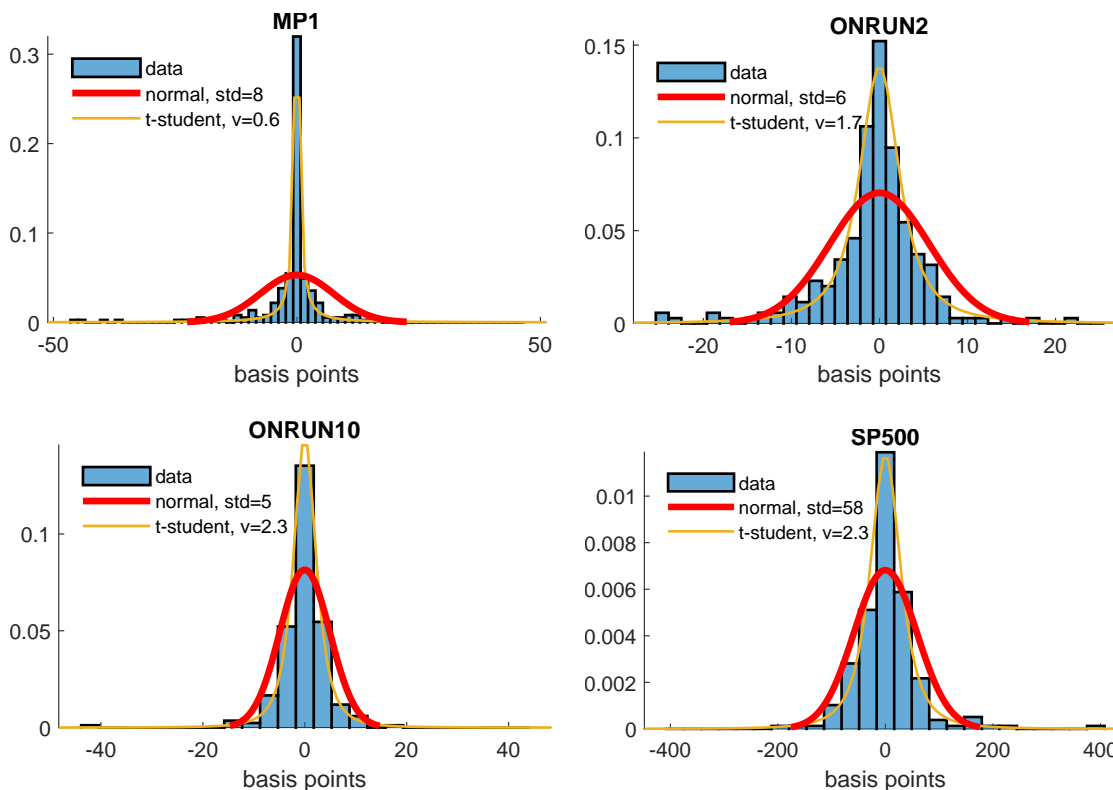 MP1
0.3
0.2
0.1
0
data
normal, std=8
t-student, v=0.6
-50
0
50
basis points
ONRUN2
0.15
0.1
0.05
0
data
normal, std=6
t-student, v=1.7
-20
-10
0
10
20
basis points
ONRUN10
0.1
0.05
0
data
normal, std=5
t-student, v=2.3
-40
-20
0
20
40
basis points
SP500
0.01
0.008
0.006
0.004
0.002
0
data
normal, std=58
t-student, v=2.3
-400
-200
0
200
400
basis points